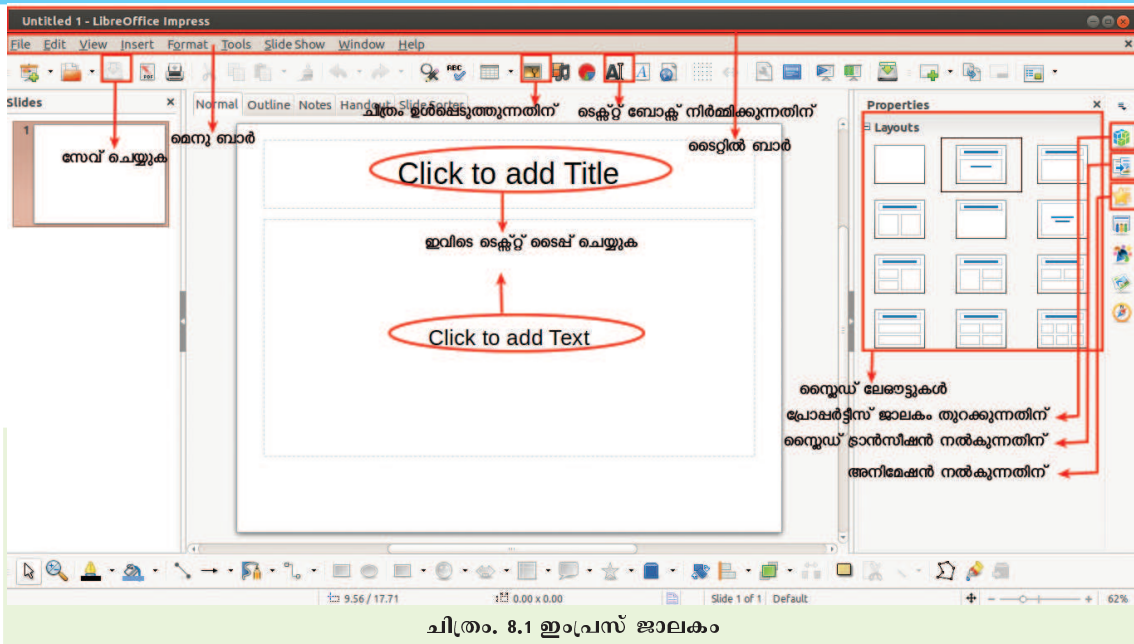 Untitled 1 - LibreOffice Impress
File Edit View Insert Format Tools Slide Show Window Help
Slides
Normal Outline Notes Handout Slide Sorter
Properties
Layouts
1
ചിത്രം ഉൾപ്പെടുത്തുന്നതിന്
ടെക്സ്റ്റ് ബോക്സ് നിർമ്മിക്കുന്നതിന്
മെനു ബാർ
ടൈറ്റിൽ ബാർ
സേവ് ചെയ്യുക
Click to add Title
ഇവിടെ ടെക്സ്റ്റ് ടൈപ്പ് ചെയ്യുക
Click to add Text
സ്ലൈഡ് ലേഔട്ടുകൾ
പ്രോപ്പർട്ടീസ് ജാലകം തുറക്കുന്നതിന്
സ്ലൈഡ് ട്രാൻസീഷൻ നൽകുന്നതിന്
അനിമേഷൻ നൽകുന്നതിന്
9.56 / 17.71 0.00 x 0.00 Slide 1 of 1 Default 62%
ചിത്രം. 8.1 ഇംപ്രസ് ജാലകം